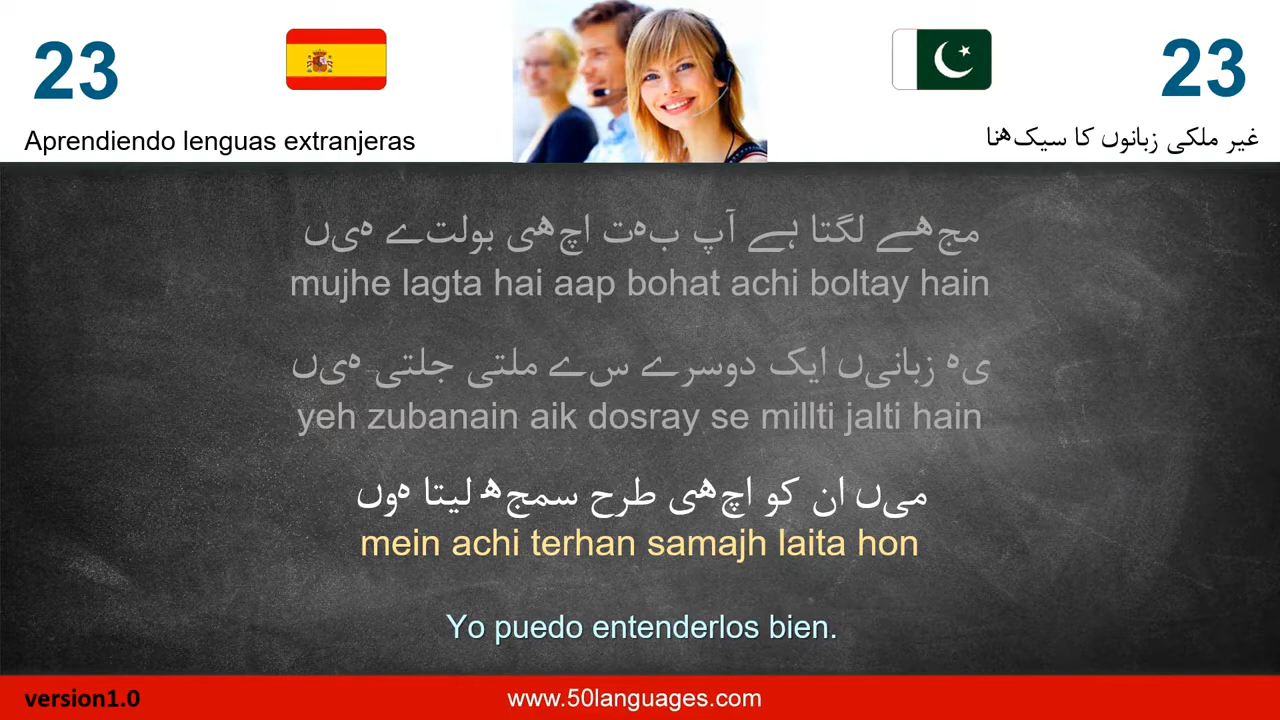 23
23
Aprendiendo lenguas extranjeras
غیر ملکی زبانوں کا سیکھنا
مجھے لگتا ہے آپ بہت اچھی بولتے ہیں
mujhe lagta hai aap bohat achi boltay hain
یہ زبانیں ایک دوسرے سے ملتی جلتی ہیں
yeh zubanain aik dosray se millti jalti hain
میں ان کو اچھی طرح سمجھ لیتا ہوں
mein achi terhan samajh laita hon
Yo puedo entenderlos bien.
version1.0
www.50languages.com